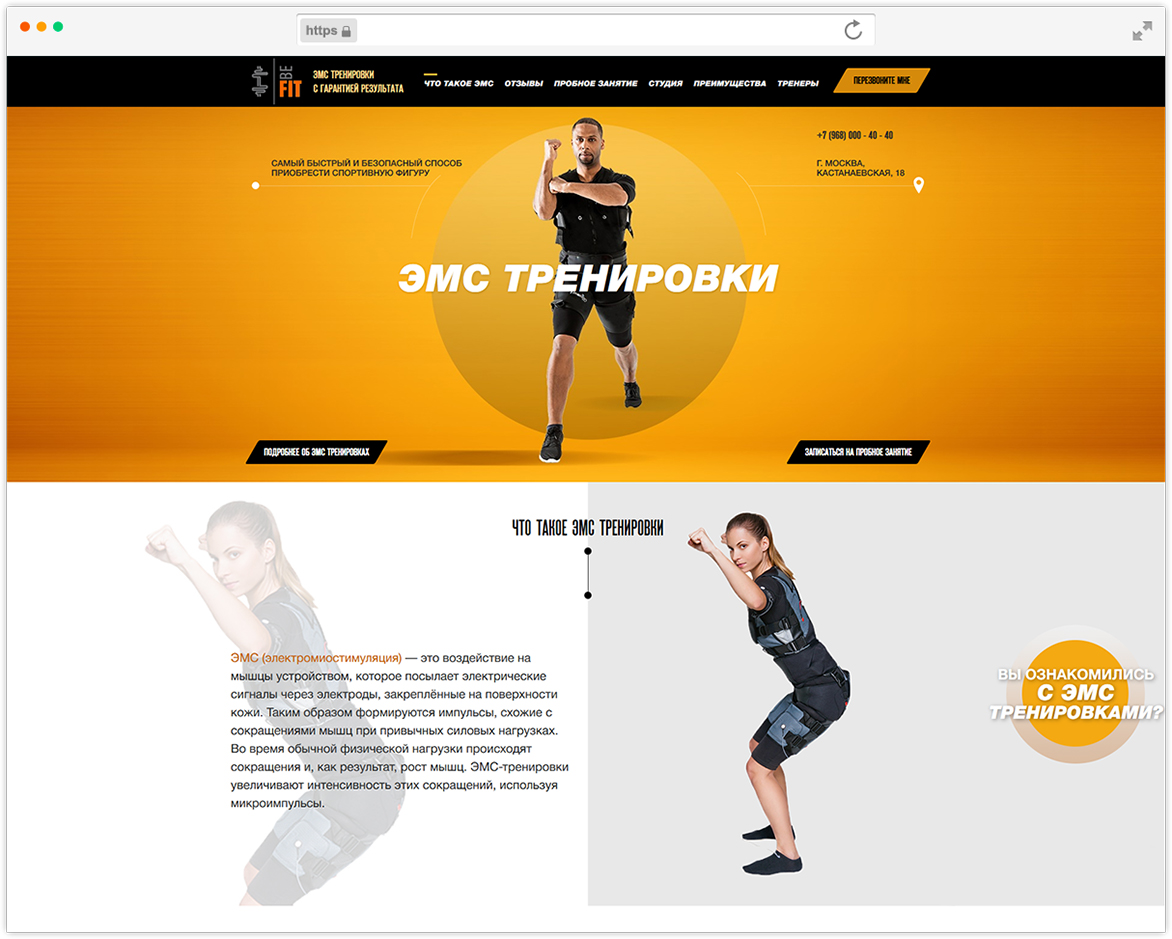 https
BE
FIT
ЭМС ТРЕНИРОВКИ
С ГАРАНТИЕЙ РЕЗУЛЬТАТА
ЧТО ТАКОЕ ЭМС ОТЗЫВЫ ПРОБНОЕ ЗАНЯТИЕ СТУДИЯ ПРЕИМУЩЕСТВА ТРЕНЕРЫ
ПЕРЕЗВОНИТЕ МНЕ
+7 (968) 000 - 40 - 40
САМЫЙ БЫСТРЫЙ И БЕЗОПАСНЫЙ СПОСОБ
ПРИОБРЕСТИ СПОРТИВНУЮ ФИГУРУ
Г. МОСКВА,
КАСТАНАЕВСКАЯ, 18
ЭМС ТРЕНИРОВКИ
ПОДРОБНЕЕ ОБ ЭМС ТРЕНИРОВКАХ
ЗАПИСАТЬСЯ НА ПРОБНОЕ ЗАНЯТИЕ
ЧТО ТАКОЕ ЭМС ТРЕНИРОВКИ
ЭМС (электромиостимуляция) — это воздействие на
мышцы устройством, которое посылает электрические
сигналы через электроды, закреплённые на поверхности
кожи. Таким образом формируются импульсы, схожие с
сокращениями мышц при привычных силовых нагрузках.
Во время обычной физической нагрузки происходят
сокращения и, как результат, рост мышц. ЭМС-тренировки
увеличивают интенсивность этих сокращений, используя
микроимпульсы.
ВЫ ОЗНАКОМИЛИСЬ
С ЭМС
ТРЕНИРОВКАМИ?